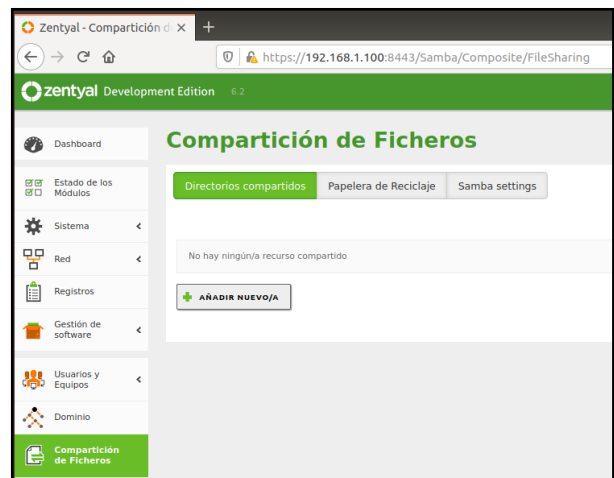 Zentyal - Compartición d
https://192.168.1.100:8443/Samba/Composite/FileSharing
zentyal Development Edition 6.2
Dashboard
Estado de los
Módulos
Sistema
Red
Registros
Gestión de
software
Usuarios y
Equipos
Dominio
Compartición
de Ficheros
Compartición de Ficheros
Directorios compartidos Papelera de Reciclaje Samba settings
No hay ningún/a recurso compartido
AÑADIR NUEVO/A